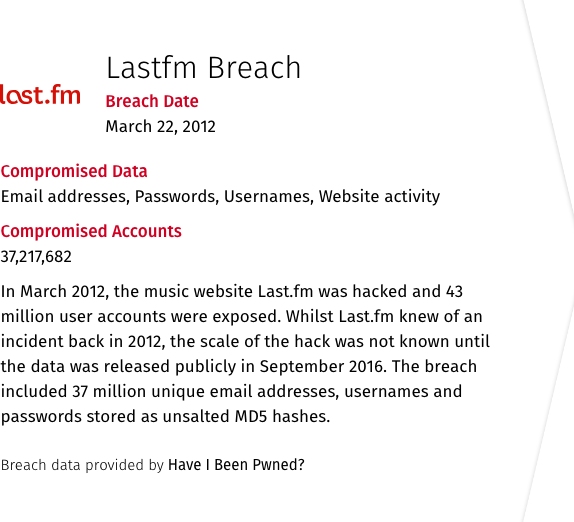 Lastfm Breach
last.fm
Breach Date
March 22, 2012
Compromised Data
Email addresses, Passwords, Usernames, Website activity
Compromised Accounts
37,217,682
In March 2012, the music website Last.fm was hacked and 43
million user accounts were exposed. Whilst Last.fm knew of an
incident back in 2012, the scale of the hack was not known until
the data was released publicly in September 2016. The breach
included 37 million unique email addresses, usernames and
passwords stored as unsalted MD5 hashes.
Breach data provided by Have I Been Pwned?